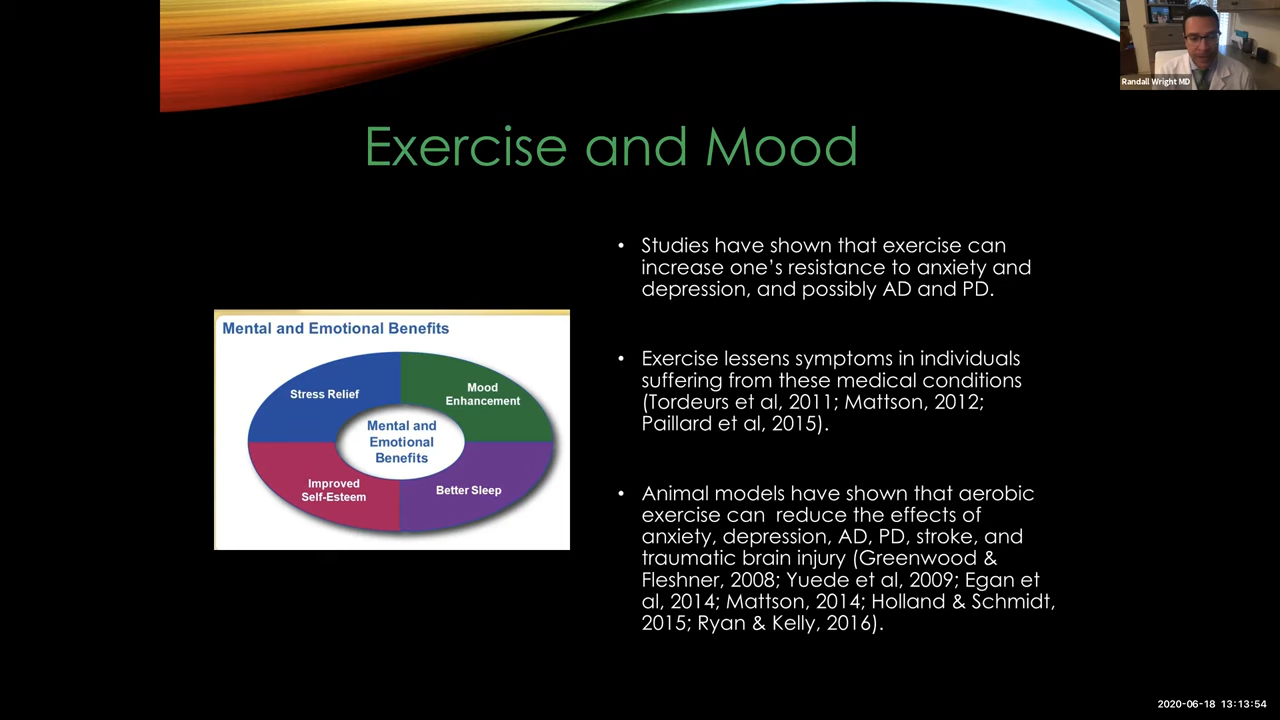 Randall Wright MD
Exercise and Mood
Mental and Emotional Benefits
Stress Relief
Mood
Enhancement
Mental and
Emotional
Benefits
Improved
Self-Esteem
Better Sleep
• Studies have shown that exercise can
increase one’s resistance to anxiety and
depression, and possibly AD and PD.
• Exercise lessens symptoms in individuals
suffering from these medical conditions
(Tordeurs et al, 2011; Mattson, 2012;
Paillard et al, 2015).
• Animal models have shown that aerobic
exercise can  reduce the effects of
anxiety, depression, AD, PD, stroke, and
traumatic brain injury (Greenwood &
Fleshner, 2008; Yuede et al, 2009; Egan et
al, 2014; Mattson, 2014; Holland & Schmidt,
2015; Ryan & Kelly, 2016).
2020-06-18 13:13:54